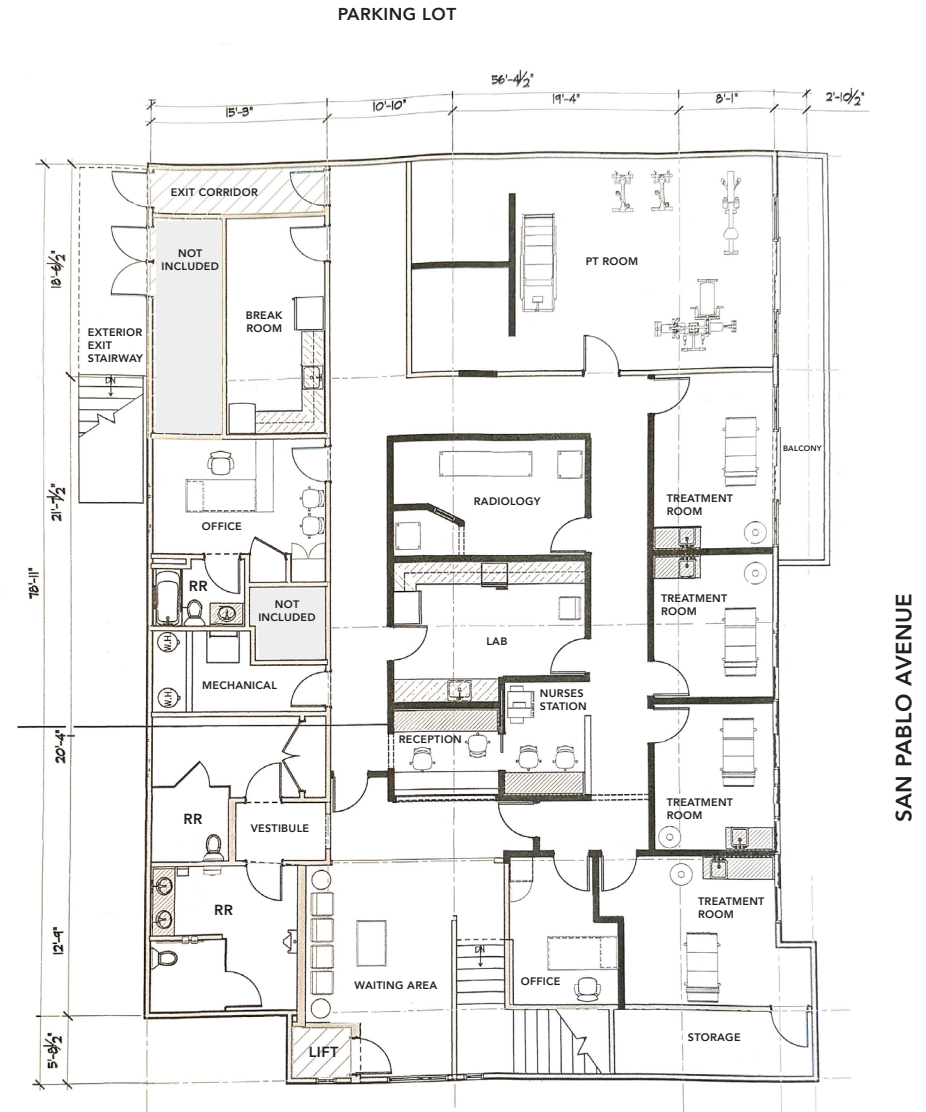 PARKING LOT
56'-4½"
15'-3"
10'-10"
19'-4"
8'-1"
2'-10½"
EXIT CORRIDOR
NOT
INCLUDED
BREAK
ROOM
PT ROOM
18'-6½"
EXTERIOR
EXIT
STAIRWAY
DN
BALCONY
OFFICE
RADIOLOGY
TREATMENT
ROOM
21'-7½"
78'-11"
RR
NOT
INCLUDED
TREATMENT
ROOM
LAB
W.H
W.H
MECHANICAL
NURSES
STATION
RECEPTION
20'-4"
SAN PABLO AVENUE
TREATMENT
ROOM
RR
VESTIBULE
RR
TREATMENT
ROOM
12'-9"
DN
OFFICE
WAITING AREA
STORAGE
LIFT
5'-8½"